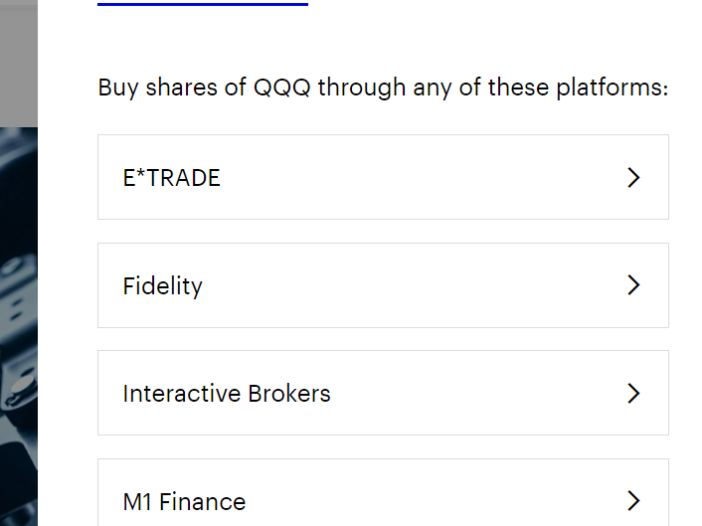 Buy shares of QQQ through any of these platforms:
E*TRADE
Fidelity
Interactive Brokers
M1 Finance